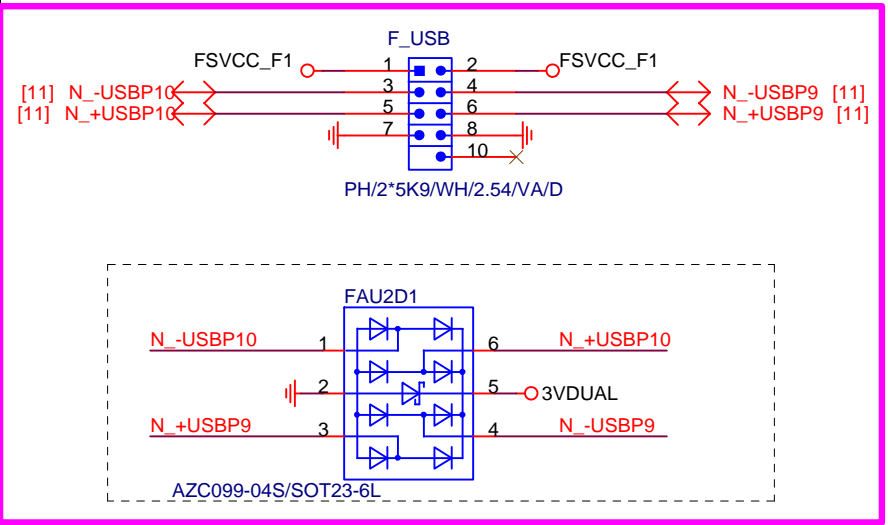 F_USB
FSVCC_F1 1 2 FSVCC_F1
[11] N_-USBP10 3 4 N_-USBP9 [11]
[11] N_+USBP10 5 6 N_+USBP9 [11]
7 8
10
PH/2*5K9/WH/2.54/VA/D
FAU2D1
N_-USBP10 1 6 N_+USBP10
2 5 3VDUAL
N_+USBP9 3 4 N_-USBP9
AZC099-04S/SOT23-6L